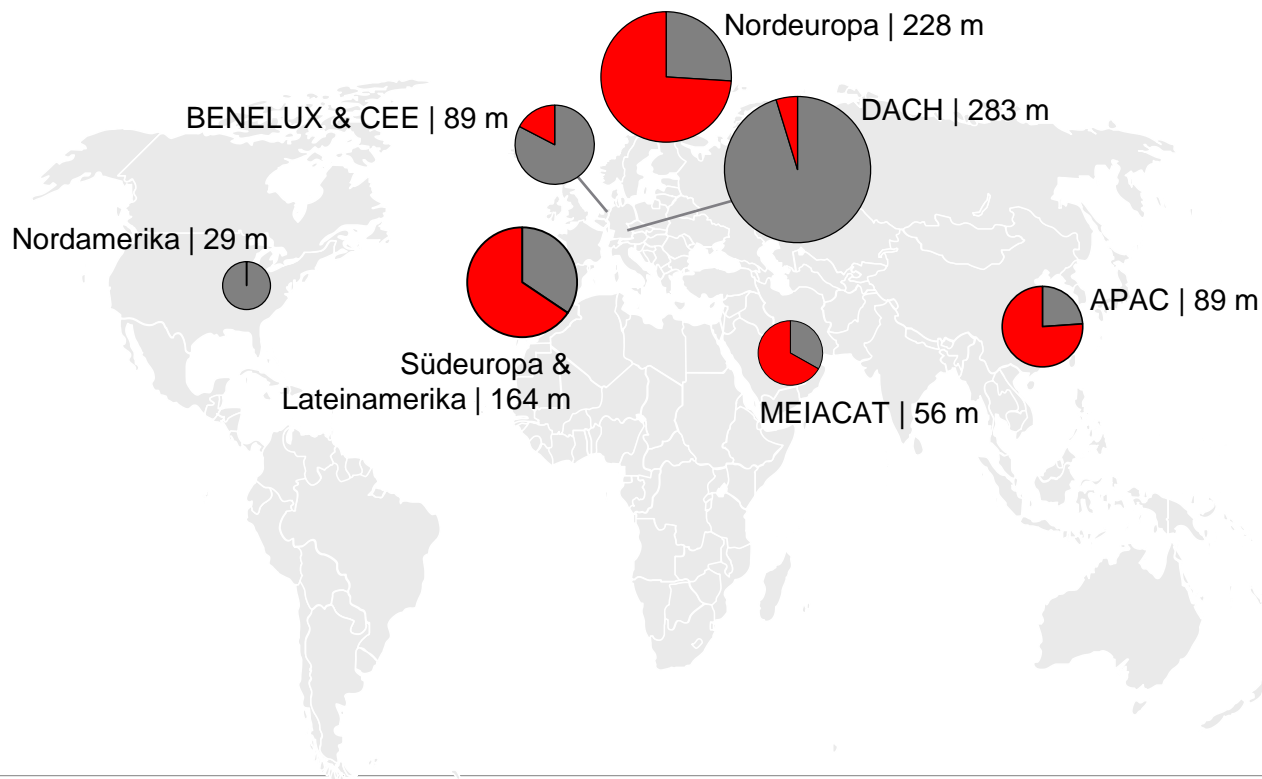 Nordeuropa | 228 m
BENELUX & CEE | 89 m
DACH | 283 m
Nordamerika | 29 m
APAC | 89 m
Südeuropa &
Lateinamerika | 164 m
MEIACAT | 56 m